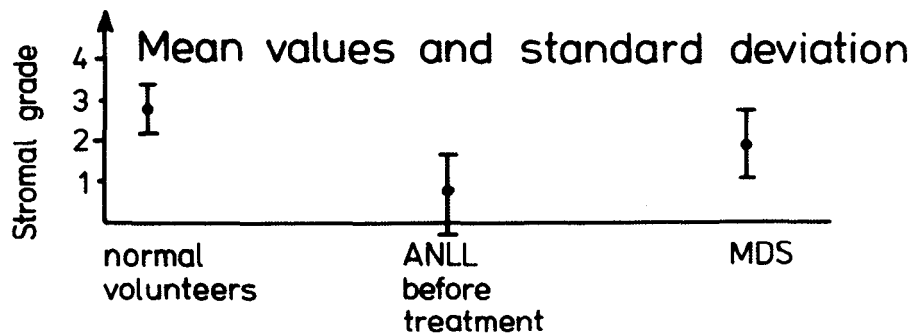 Mean values and standard deviation
Stromal grade
4
3
2
1
normal
volunteers
ANLL
before
treatment
MDS